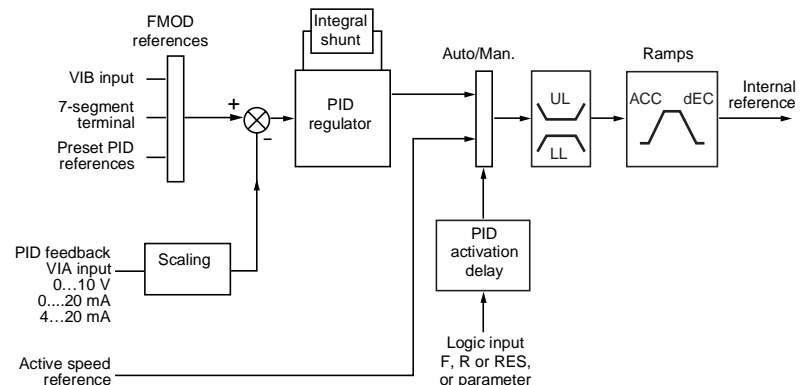 FMOD
references
VIB input
7-segment
terminal
Preset PID
references
+
−
Integral
shunt
PID
regulator
Auto/Man.
UL
LL
Ramps
ACC dEC
Internal
reference
PID feedback
VIA input
0…10 V
0....20 mA
4…20 mA
Scaling
PID
activation
delay
Logic input
F, R or RES,
or parameter
Active speed
reference